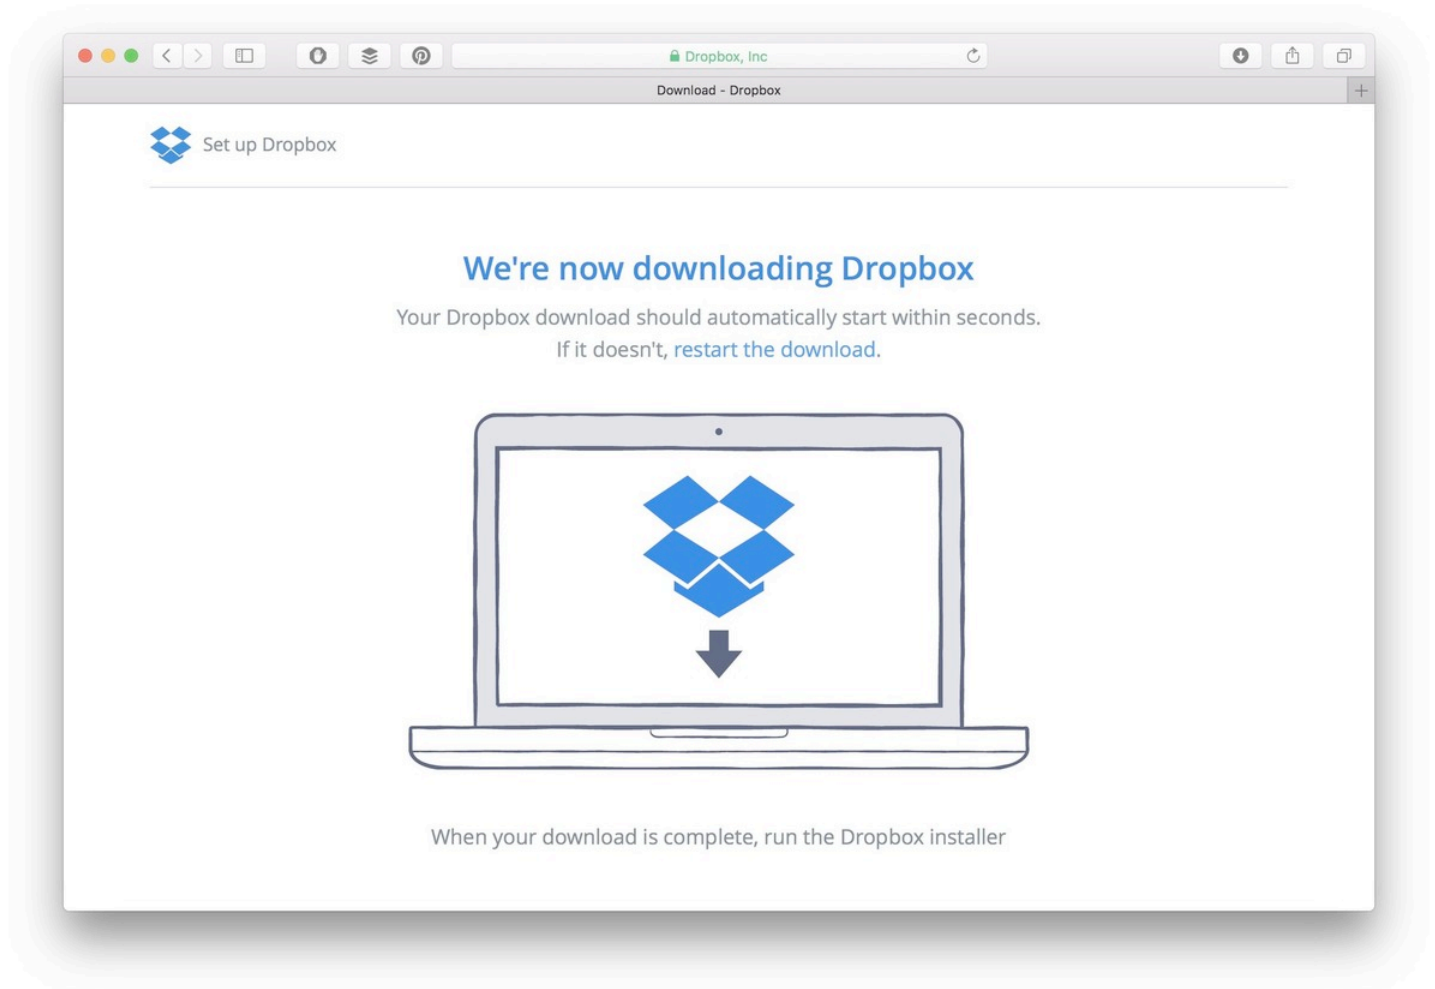 Dropbox, Inc
Download - Dropbox
Set up Dropbox
We're now downloading Dropbox
Your Dropbox download should automatically start within seconds.
If it doesn't, restart the download.
When your download is complete, run the Dropbox installer